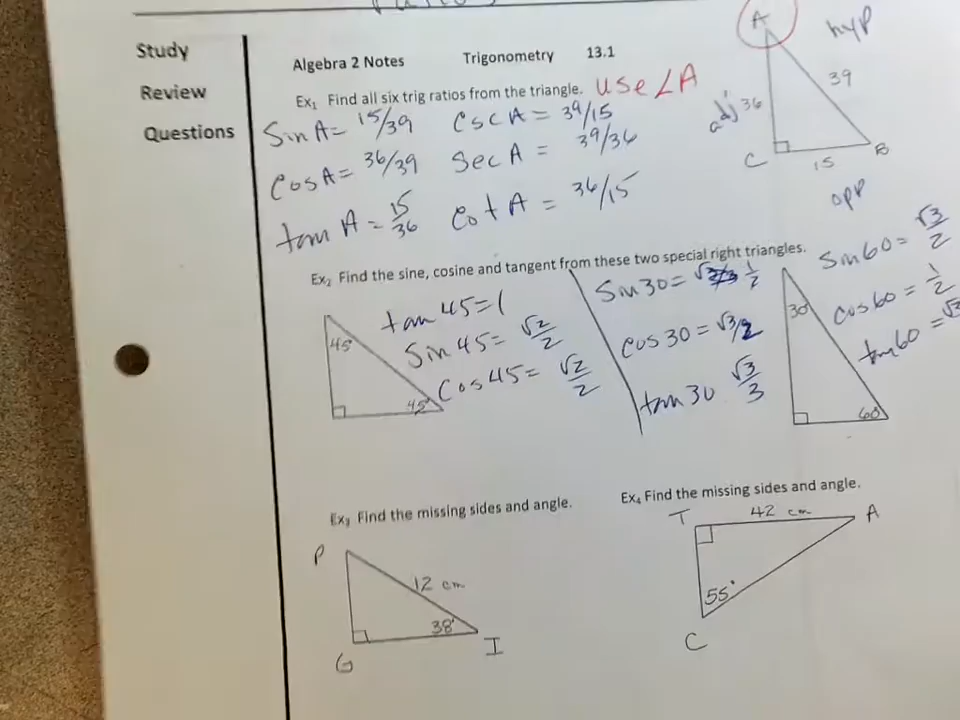 Study
Review
Questions
Algebra 2 Notes Trigonometry 13.1
Ex1 Find all six trig ratios from the triangle. use ∠A
Sin A = 15/39 Csc A = 39/15
Cos A = 36/39 Sec A = 39/36
tan A = 15/36 Cot A = 36/15
A
hyp
39
adj 36
C
15
B
opp
Ex2 Find the sine, cosine and tangent from these two special right triangles.
45°
45°
tan 45 = 1
Sin 45 = √2/2
Cos 45 = √2/2
Sin 30 = 1/2
Cos 30 = √3/2
tan 30 √3/3
30
60°
Sin 60 = √3/2
Cos 60 = 1/2
tan 60 = √3
Ex3 Find the missing sides and angle.
P
12 cm
38°
G
I
Ex4 Find the missing sides and angle.
T
42 cm
A
55°
C